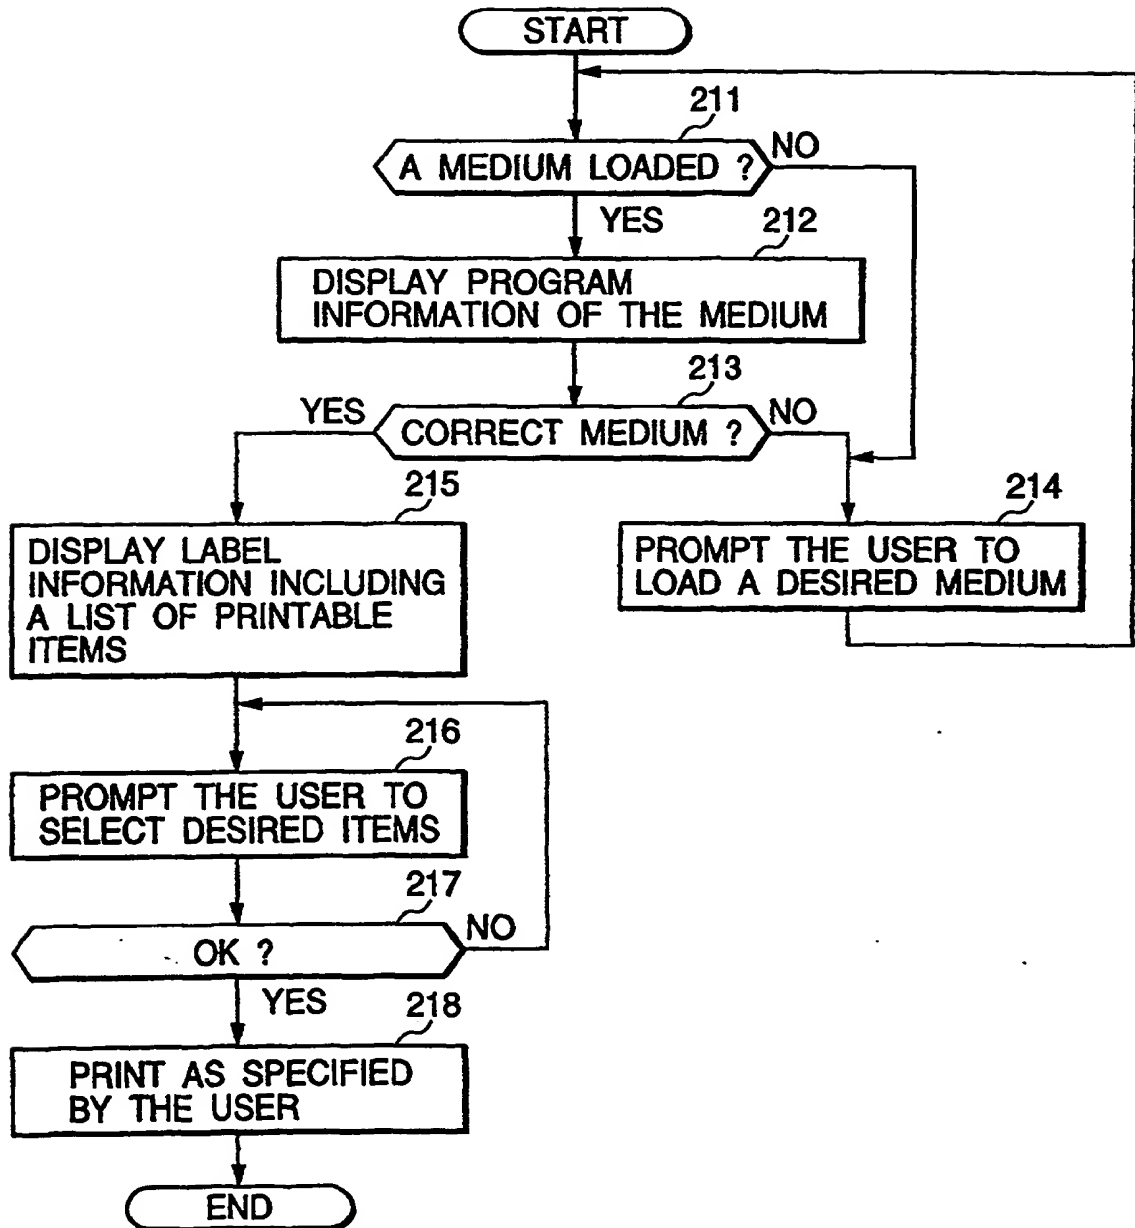 START
211
A MEDIUM LOADED ?
NO
YES
212
DISPLAY PROGRAM
INFORMATION OF THE MEDIUM
213
YES
CORRECT MEDIUM ?
NO
215
DISPLAY LABEL
INFORMATION INCLUDING
A LIST OF PRINTABLE
ITEMS
214
PROMPT THE USER TO
LOAD A DESIRED MEDIUM
216
PROMPT THE USER TO
SELECT DESIRED ITEMS
217
OK ?
NO
YES
218
PRINT AS SPECIFIED
BY THE USER
END